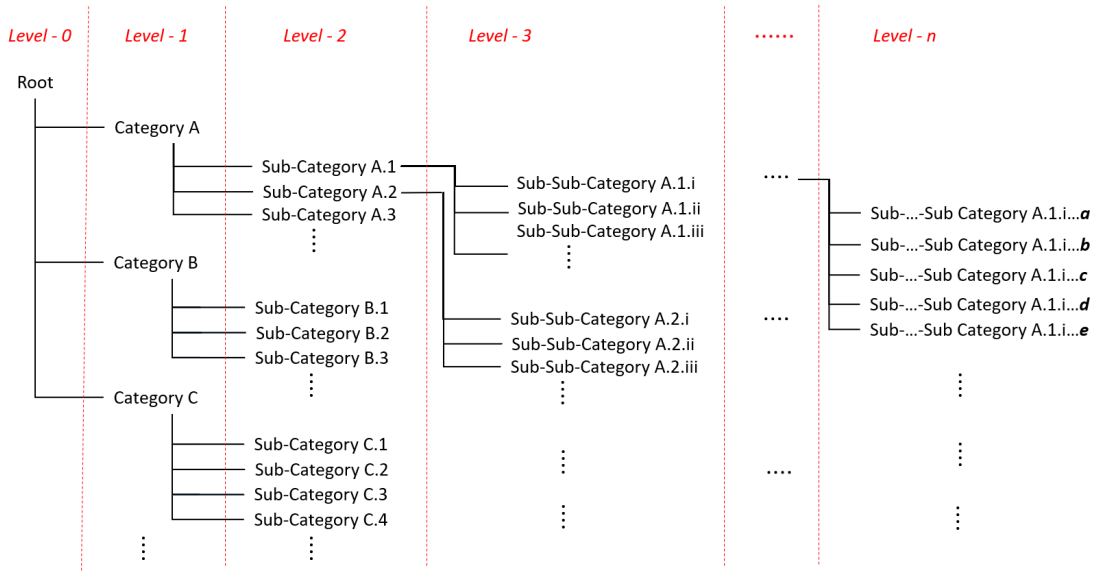 Level - 0
Level - 1
Level - 2
Level - 3
......
Level - n
Root
Category A
Sub-Category A.1
Sub-Category A.2
Sub-Category A.3
Sub-Sub-Category A.1.i
Sub-Sub-Category A.1.ii
Sub-Sub-Category A.1.iii
....
Sub-...-Sub Category A.1.i...a
Sub-...-Sub Category A.1.i...b
Sub-...-Sub Category A.1.i...c
Sub-...-Sub Category A.1.i...d
Sub-...-Sub Category A.1.i...e
Category B
Sub-Category B.1
Sub-Category B.2
Sub-Category B.3
Sub-Sub-Category A.2.i
Sub-Sub-Category A.2.ii
Sub-Sub-Category A.2.iii
....
Category C
Sub-Category C.1
Sub-Category C.2
Sub-Category C.3
Sub-Category C.4
....